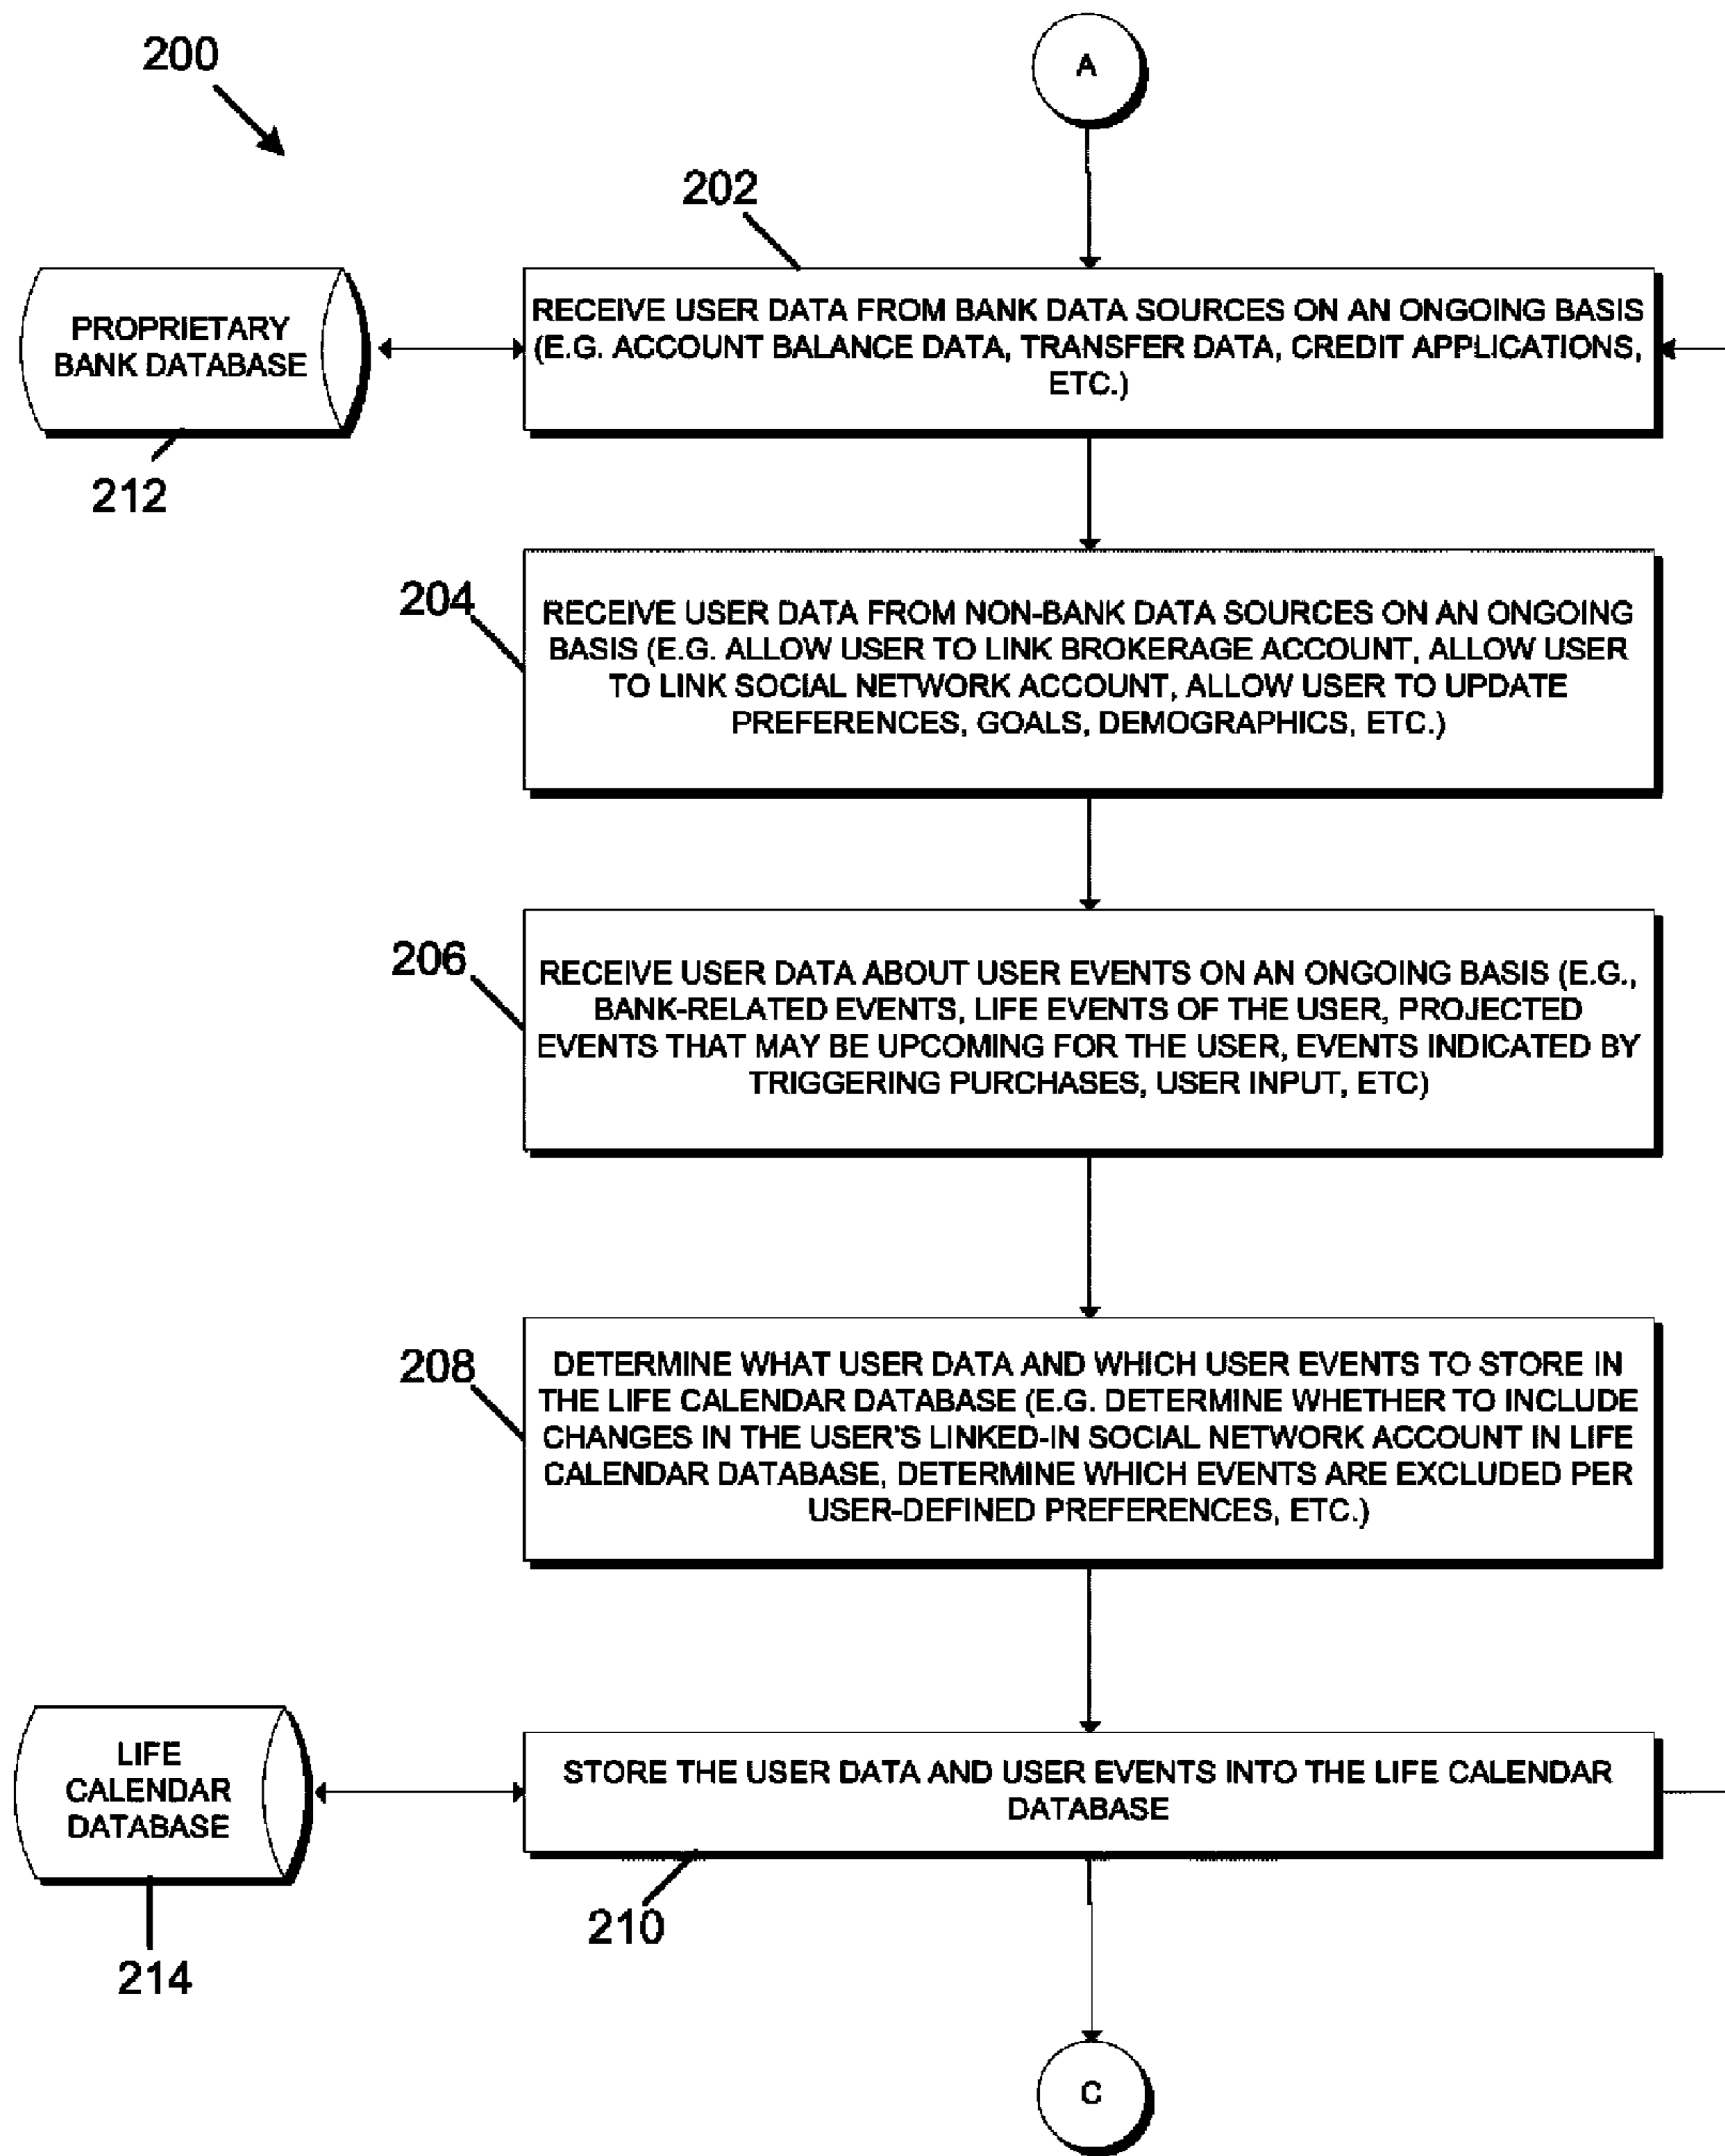 200
A
202
RECEIVE USER DATA FROM BANK DATA SOURCES ON AN ONGOING BASIS
(E.G. ACCOUNT BALANCE DATA, TRANSFER DATA, CREDIT APPLICATIONS,
ETC.)
PROPRIETARY
BANK DATABASE
212
204
RECEIVE USER DATA FROM NON-BANK DATA SOURCES ON AN ONGOING
BASIS (E.G. ALLOW USER TO LINK BROKERAGE ACCOUNT, ALLOW USER
TO LINK SOCIAL NETWORK ACCOUNT, ALLOW USER TO UPDATE
PREFERENCES, GOALS, DEMOGRAPHICS, ETC.)
206
RECEIVE USER DATA ABOUT USER EVENTS ON AN ONGOING BASIS (E.G.,
BANK-RELATED EVENTS, LIFE EVENTS OF THE USER, PROJECTED
EVENTS THAT MAY BE UPCOMING FOR THE USER, EVENTS INDICATED BY
TRIGGERING PURCHASES, USER INPUT, ETC)
208
DETERMINE WHAT USER DATA AND WHICH USER EVENTS TO STORE IN
THE LIFE CALENDAR DATABASE (E.G. DETERMINE WHETHER TO INCLUDE
CHANGES IN THE USER'S LINKED-IN SOCIAL NETWORK ACCOUNT IN LIFE
CALENDAR DATABASE, DETERMINE WHICH EVENTS ARE EXCLUDED PER
USER-DEFINED PREFERENCES, ETC.)
LIFE
CALENDAR
DATABASE
214
STORE THE USER DATA AND USER EVENTS INTO THE LIFE CALENDAR
DATABASE
210
C